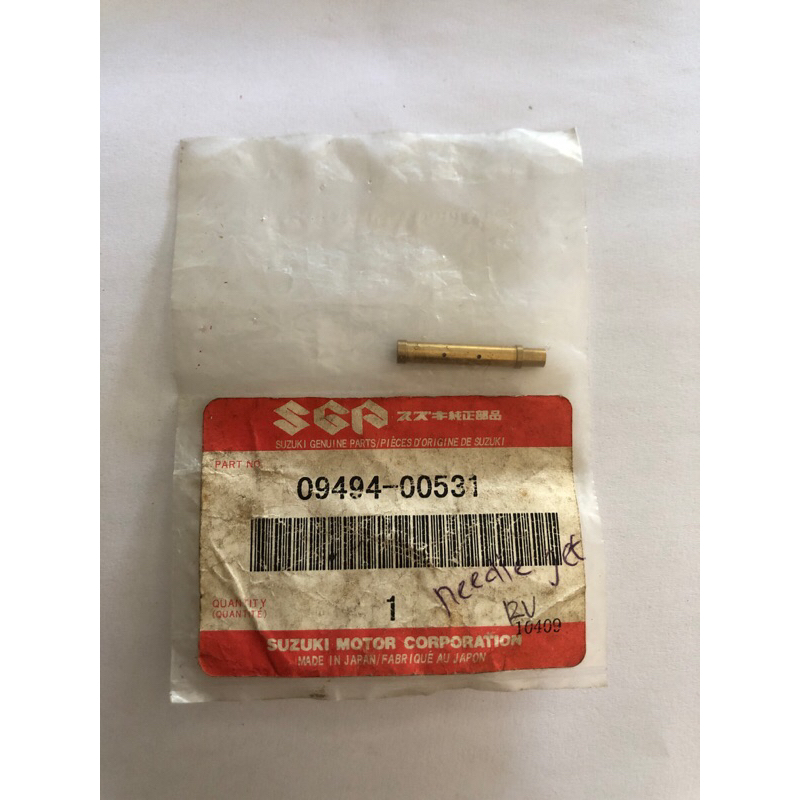 SGP スズキ純正部品
SUZUKI GENUINE PARTS/PIÈCES D'ORIGINE DE SUZUKI
PART NO.
09494-00531
needle jet
QUANTITY
(QUANTITÉ)
1
RV
10409
SUZUKI MOTOR CORPORATION
MADE IN JAPAN/FABRIQUÉ AU JAPON